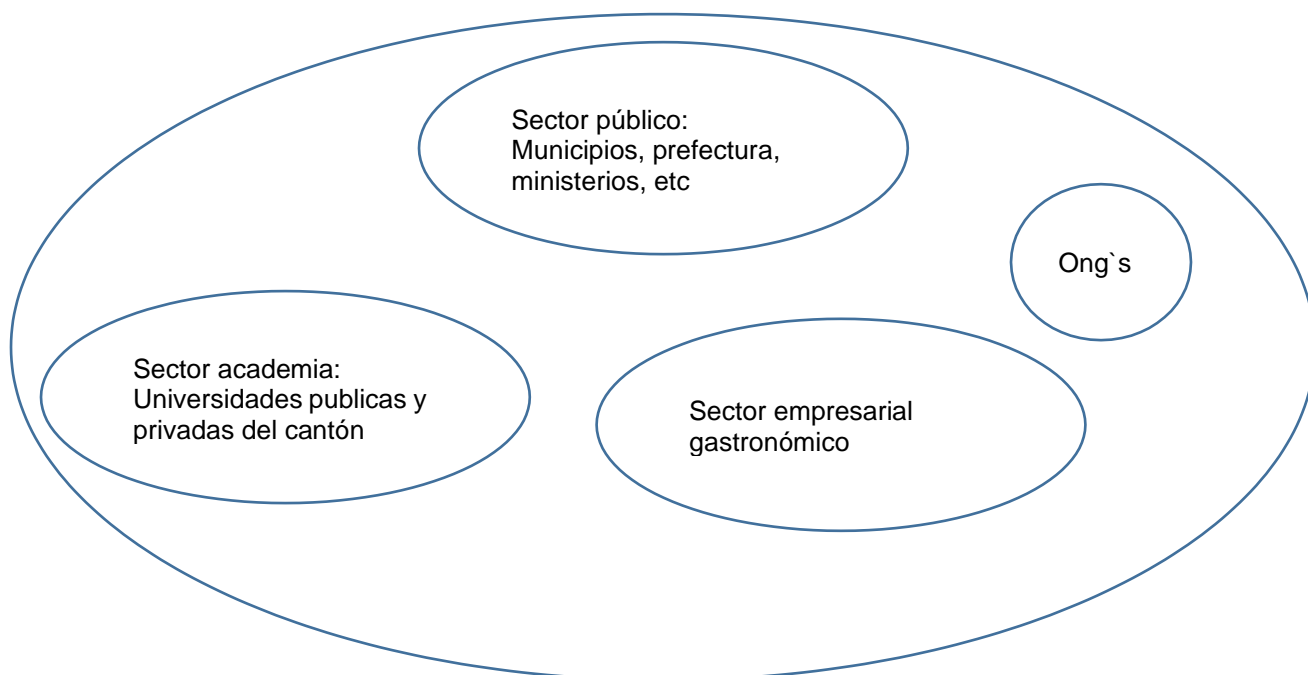 Sector público:
Municipios, prefectura,
ministerios, etc
Ong`s
Sector academia:
Universidades publicas y
privadas del cantón
Sector empresarial
gastronómico